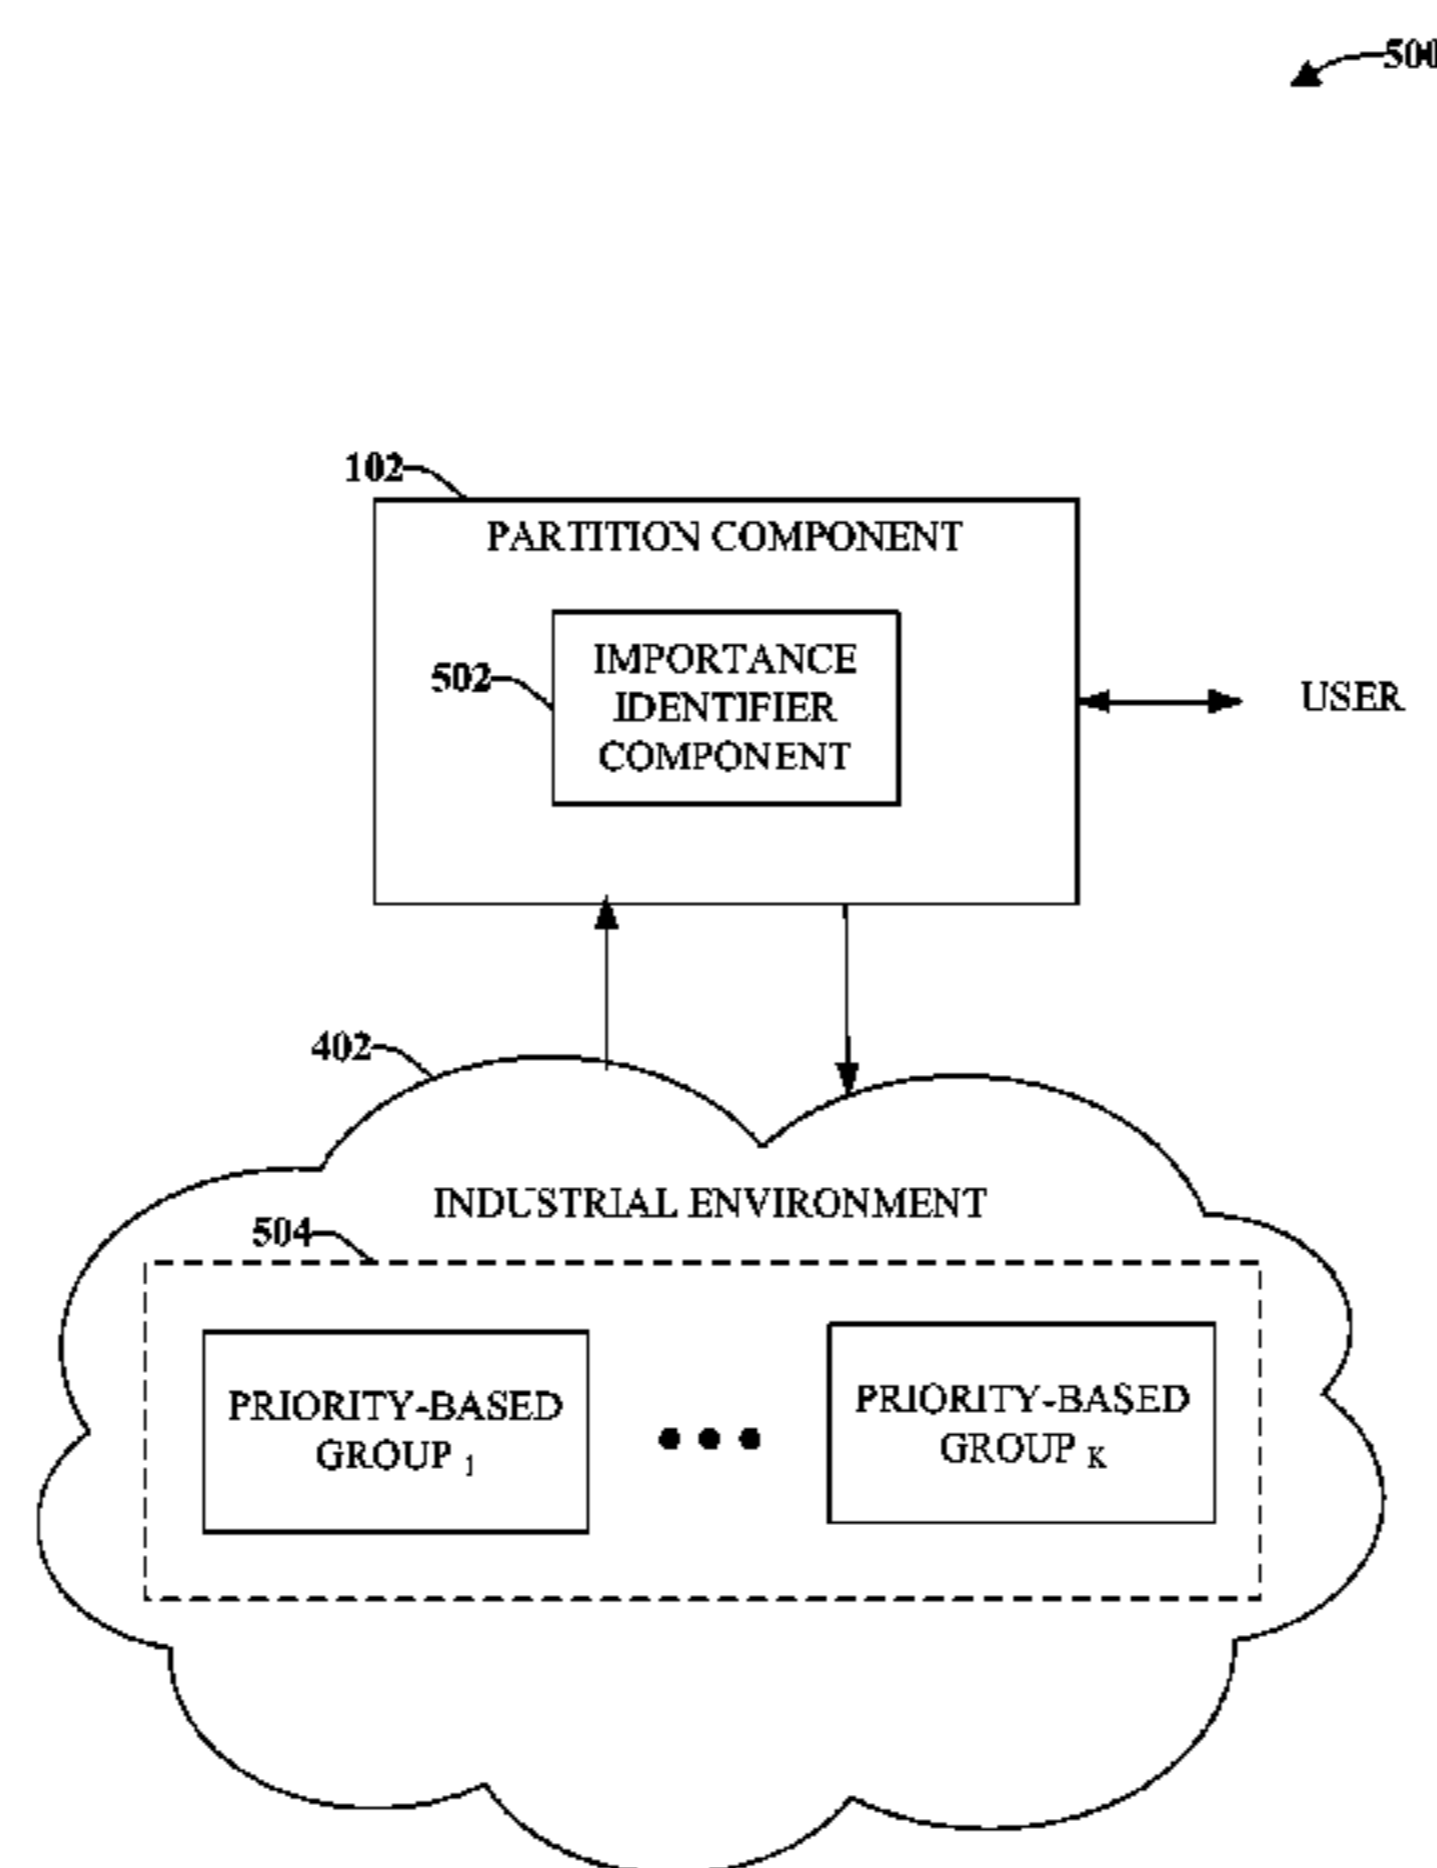 500
102
PARTITION COMPONENT
502
IMPORTANCE
IDENTIFIER
COMPONENT
USER
402
INDUSTRIAL ENVIRONMENT
504
PRIORITY-BASED
GROUP 1
PRIORITY-BASED
GROUP K